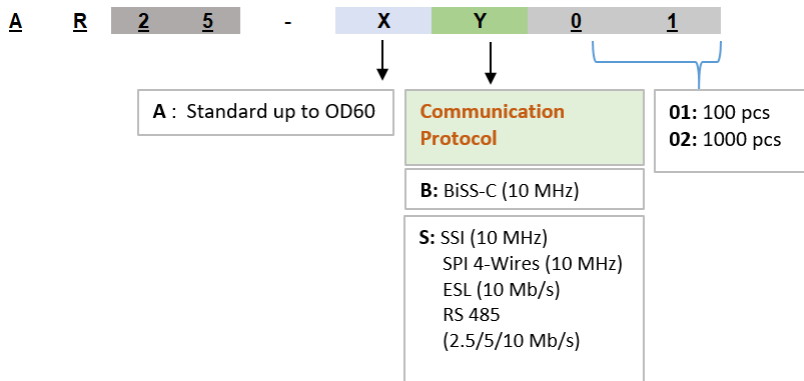 A R 2 5 - X Y 0 1
A : Standard up to OD60
Communication
Protocol
01: 100 pcs
02: 1000 pcs
B: BiSS-C (10 MHz)
S: SSI (10 MHz)
SPI 4-Wires (10 MHz)
ESL (10 Mb/s)
RS 485
(2.5/5/10 Mb/s)